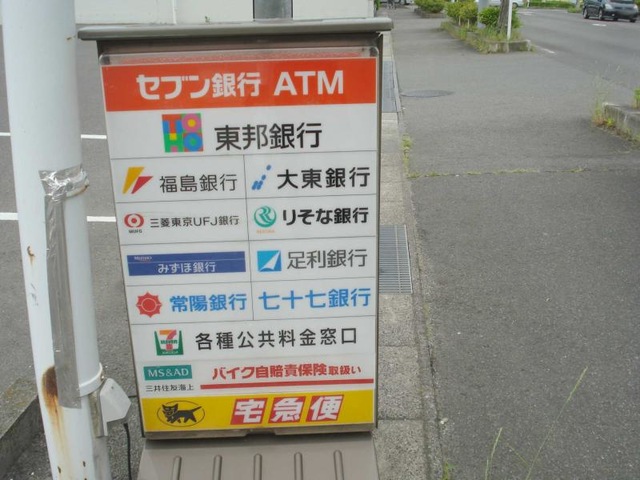 セブン銀行 ATM
TOHO 東邦銀行
福島銀行 大東銀行
三菱東京UFJ銀行 りそな銀行
MUFG
みずほ銀行 足利銀行
常陽銀行 七十七銀行
各種公共料金窓口
MS&AD
三井住友海上 バイク自賠責保険取扱い
宅急便